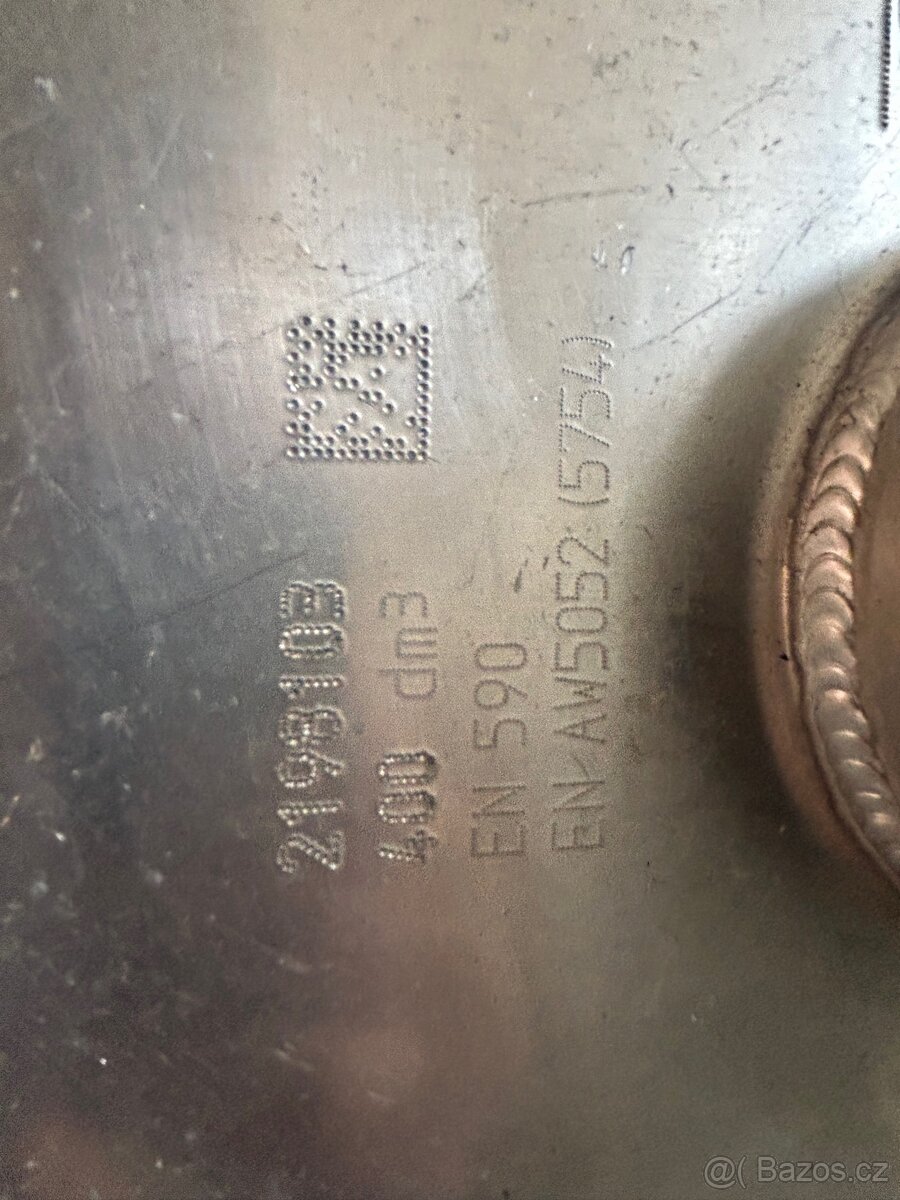 2198103
400 dm3
EN 590
EN-AW5052 (5754)
@( Bazos.cz